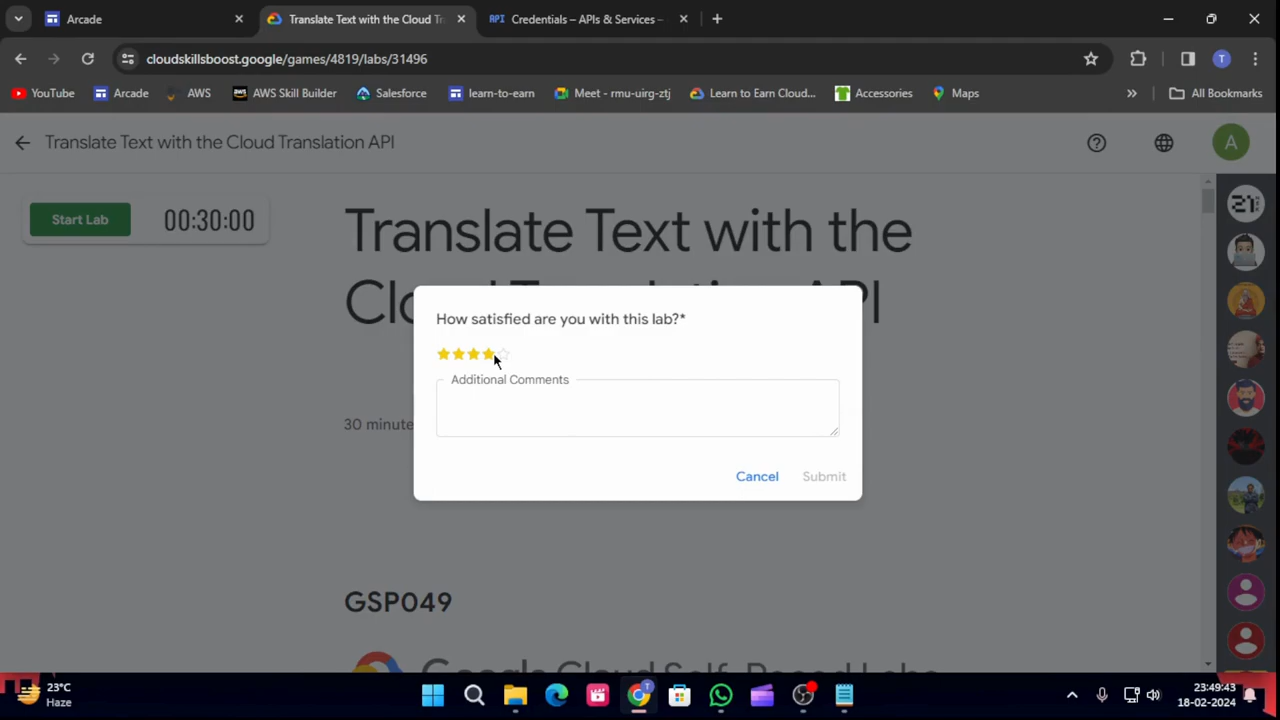 Arcade
Translate Text with the Cloud Tr
API Credentials – APIs & Services –
cloudskillsboost.google/games/4819/labs/31496
YouTube Arcade AWS AWS Skill Builder Salesforce learn-to-earn Meet - rmu-uirg-ztj Learn to Earn Cloud... Accessories Maps » All Bookmarks
Translate Text with the Cloud Translation API
A
Start Lab 00:30:00
Translate Text with the
How satisfied are you with this lab?*
Additional Comments
30 minute
Cancel Submit
GSP049
23°C
Haze
23:49:43
18-02-2024